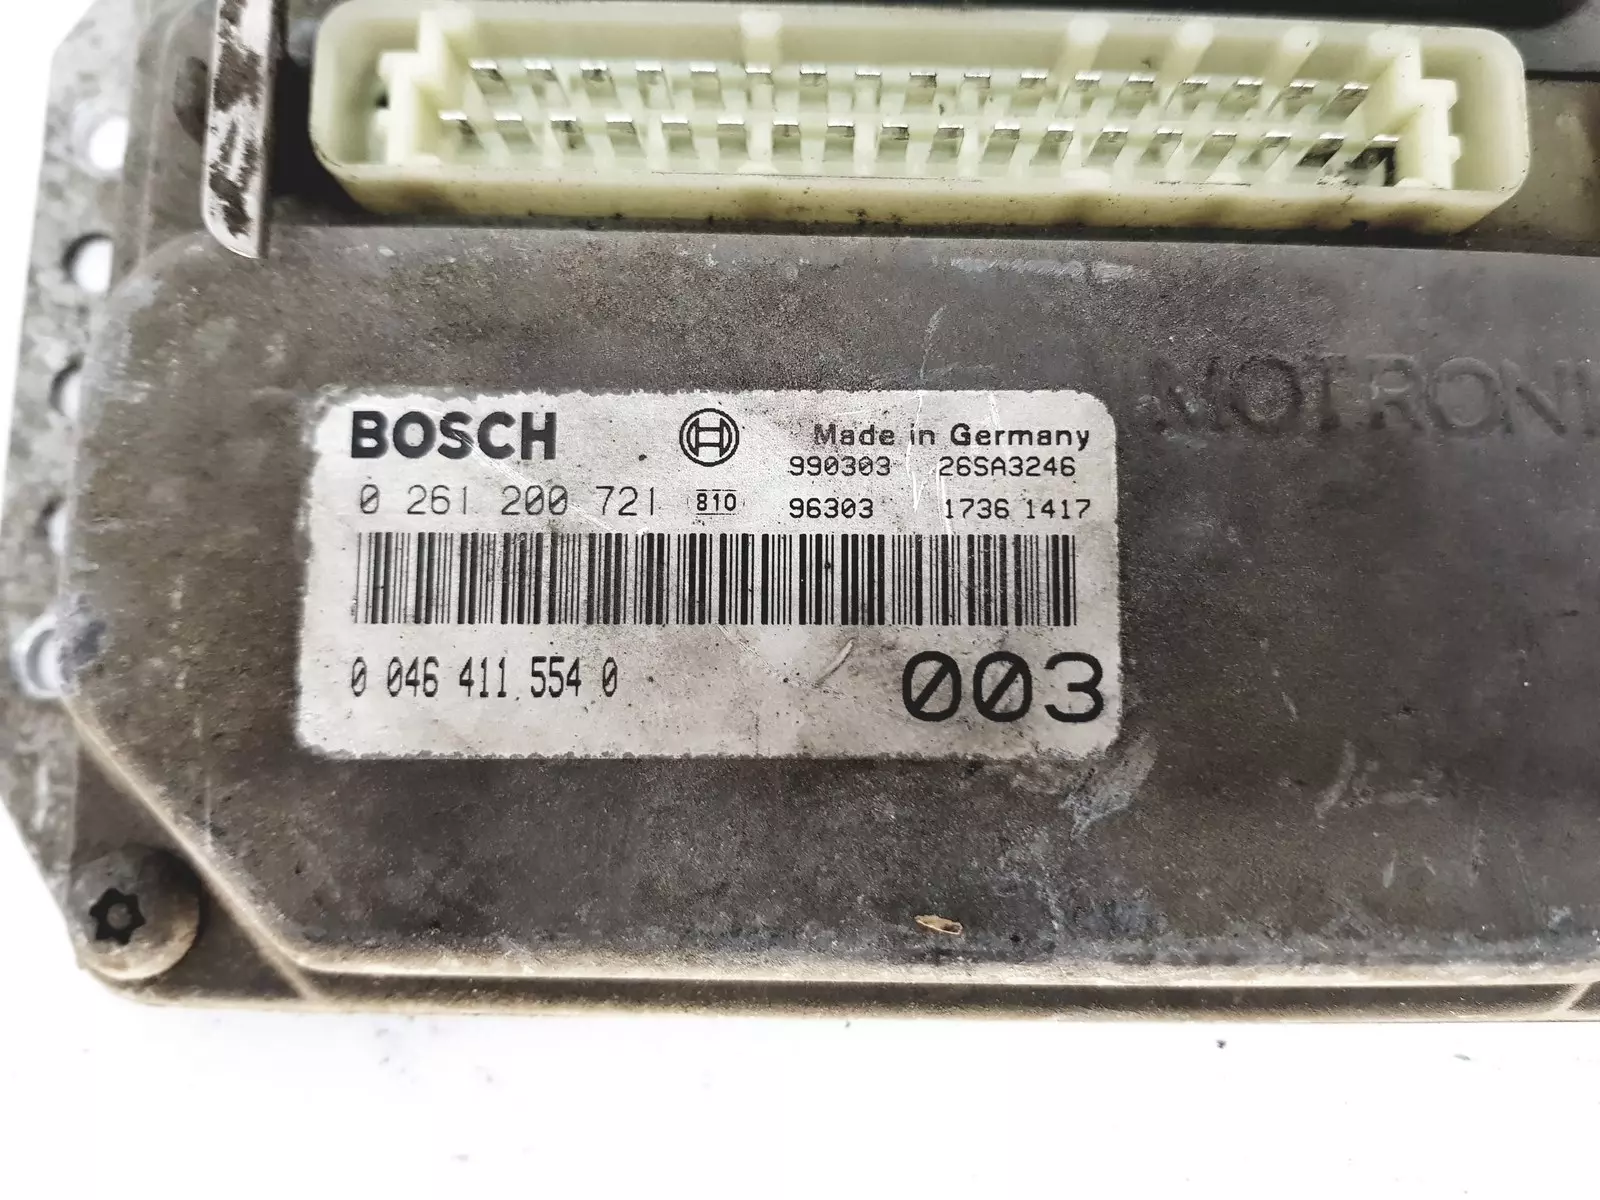 MOTRONI
BOSCH
Made in Germany
990303 26SA3246
0 261 200 721 810 96303 1736 1417
0 046 411 554 0
003